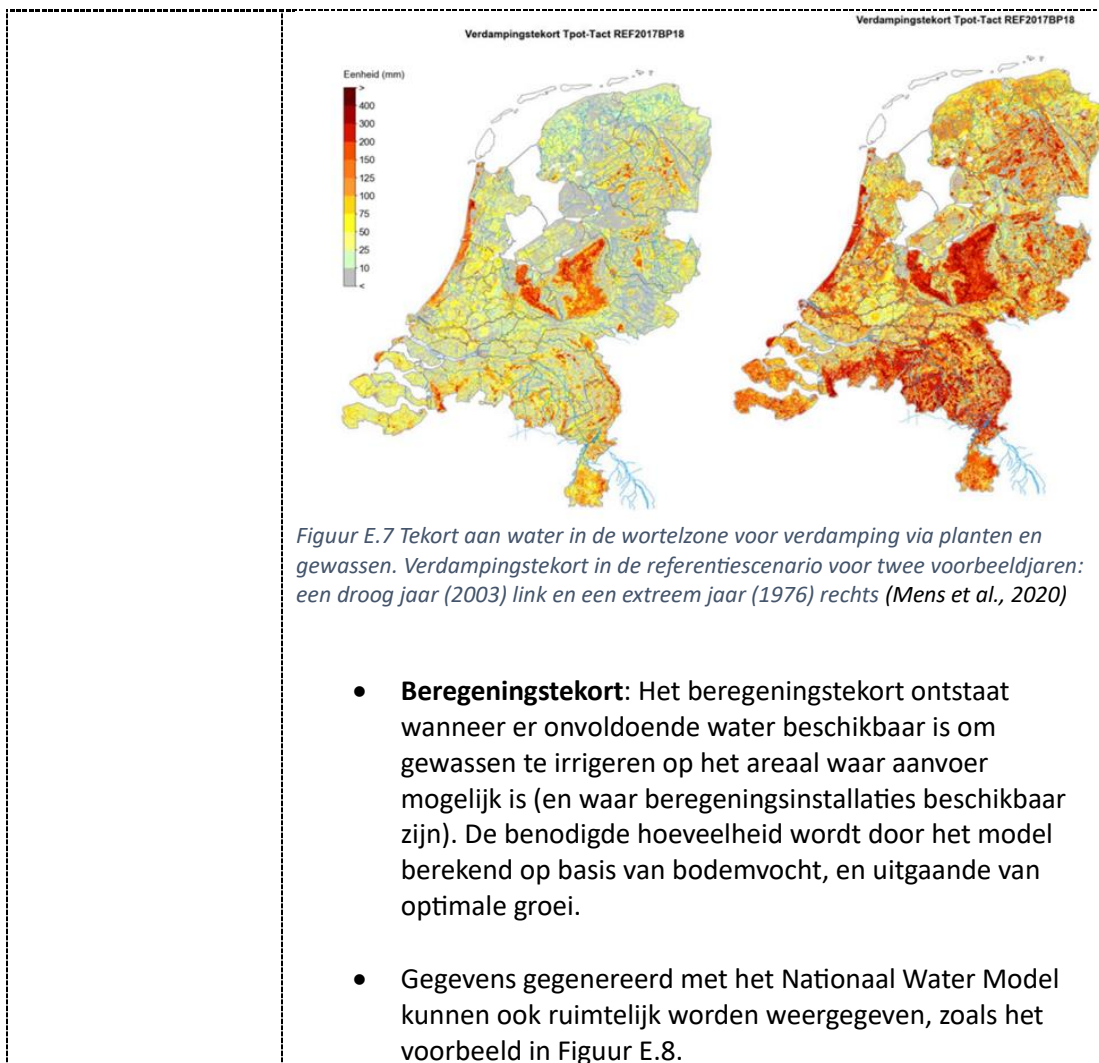 Verdampingstekort Tpot-Tact REF2017BP18
Verdampingstekort Tpot-Tact REF2017BP18
Eenheid (mm)
>
400
300
200
150
125
100
75
50
25
10
<
Figuur E.7 Tekort aan water in de wortelzone voor verdamping via planten en
gewassen. Verdampingstekort in de referentiescenario voor twee voorbeeldjaren:
een droog jaar (2003) link en een extreem jaar (1976) rechts (Mens et al., 2020)
• Beregeningstekort: Het beregeningstekort ontstaat
wanneer er onvoldoende water beschikbaar is om
gewassen te irrigeren op het areaal waar aanvoer
mogelijk is (en waar beregeningsinstallaties beschikbaar
zijn). De benodigde hoeveelheid wordt door het model
berekend op basis van bodemvocht, en uitgaande van
optimale groei.
• Gegevens gegenereerd met het Nationaal Water Model
kunnen ook ruimtelijk worden weergegeven, zoals het
voorbeeld in Figuur E.8.